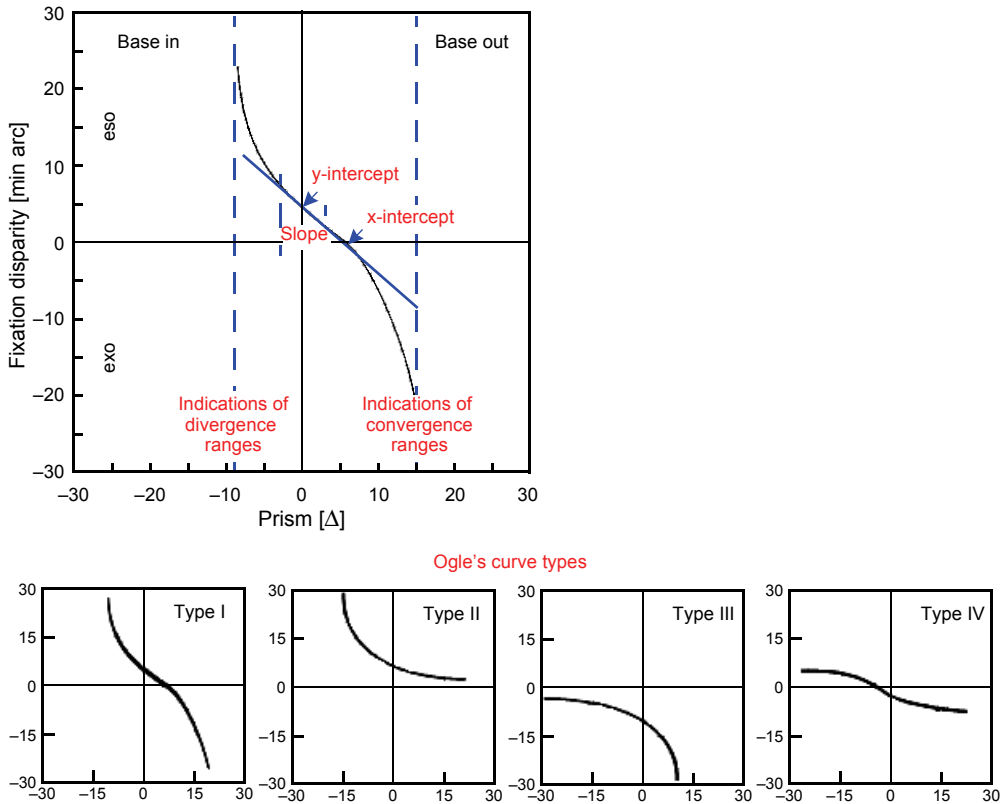 30
Base in
Base out
20
eso
10
y-intercept
x-intercept
Slope
0
Fixation disparity [min arc]
–10
exo
–20
Indications of
divergence
ranges
Indications of
convergence
ranges
–30
–30
–20
–10
0
10
20
30
Prism [Δ]
Ogle's curve types
30
Type I
15
0
–15
–30
–30
–15
0
15
30
30
Type II
15
0
–15
–30
–30
–15
0
15
30
30
Type III
15
0
–15
–30
–30
–15
0
15
30
30
Type IV
15
0
–15
–30
–30
–15
0
15
30